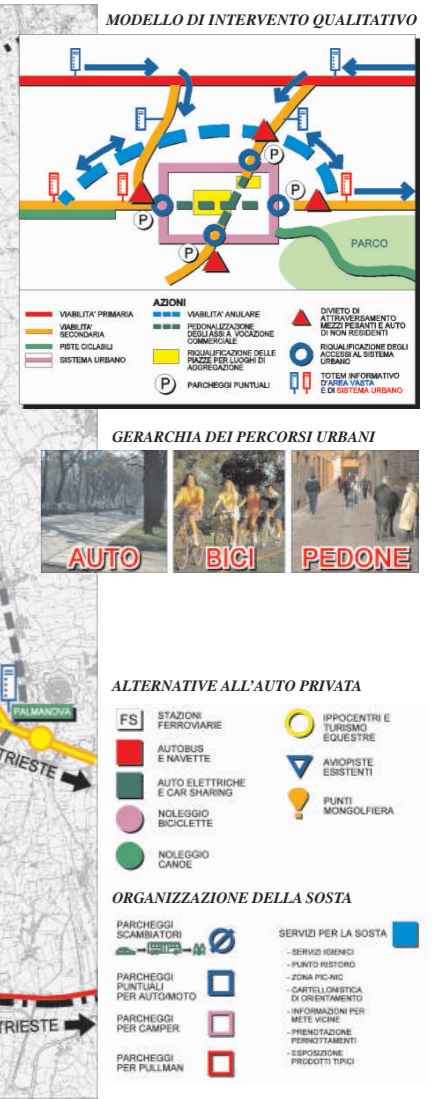 MODELLO DI INTERVENTO QUALITATIVO
P
P
P
P
PARCO
VIABILITA' PRIMARIA
VIABILITA'
SECONDARIA
PISTE CICLABILI
SISTEMA URBANO
AZIONI
VIABILITA' ANULARE
PEDONALIZZAZIONE
DEGLI ASSI A VOCAZIONE
COMMERCIALE
RIQUALIFICAZIONE DELLE
PIAZZE PER LUOGHI DI
AGGREGAZIONE
P PARCHEGGI PUNTUALI
DIVIETO DI
ATTRAVERSAMENTO
MEZZI PESANTI E AUTO
DI NON RESIDENTI
RIQUALIFICAZIONE DEGLI
ACCESSI AL SISTEMA
URBANO
TOTEM INFORMATIVO
D'AREA VASTA
E DI SISTEMA URBANO
GERARCHIA DEI PERCORSI URBANI
AUTO
BICI
PEDONE
PALMANOVA
TRIESTE
TRIESTE
ALTERNATIVE ALL'AUTO PRIVATA
FS STAZIONI
FERROVIARIE
AUTOBUS
E NAVETTE
AUTO ELETTRICHE
E CAR SHARING
NOLEGGIO
BICICLETTE
NOLEGGIO
CANOE
IPPOCENTRI E
TURISMO
EQUESTRE
AVIOPISTE
ESISTENTI
PUNTI
MONGOLFIERA
ORGANIZZAZIONE DELLA SOSTA
PARCHEGGI
SCAMBIATORI
PARCHEGGI
PUNTUALI
PER AUTO/MOTO
PARCHEGGI
PER CAMPER
PARCHEGGI
PER PULLMAN
SERVIZI PER LA SOSTA
- SERVIZI IGIENICI
- PUNTO RISTORO
- ZONA PIC-NIC
- CARTELLONISTICA
DI ORIENTAMENTO
- INFORMAZIONI PER
METE VICINE
- PRENOTAZIONE
PERNOTTAMENTI
- ESPOSIZIONE
PRODOTTI TIPICI